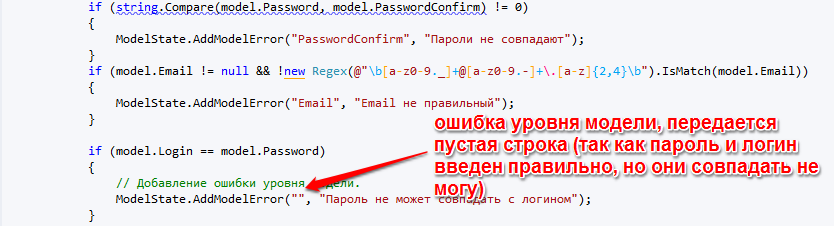 if (string.Compare(model.Password, model.PasswordConfirm) != 0)
{
ModelState.AddModelError("PasswordConfirm", "Пароли не совпадают");
}
if (model.Email != null && !new Regex(@"\b[a-z0-9._]+@[a-z0-9.-]+\.[a-z]{2,4}\b").IsMatch(model.Email))
{
ModelState.AddModelError("Email", "Email не правильный");
}
if (model.Login == model.Password)
{
// Добавление ошибки уровня модели.
ModelState.AddModelError("", "Пароль не может совпадать с логином");
}
ошибка уровня модели, передается
пустая строка (так как пароль и логин
введен правильно, но они совпадать не
могу)